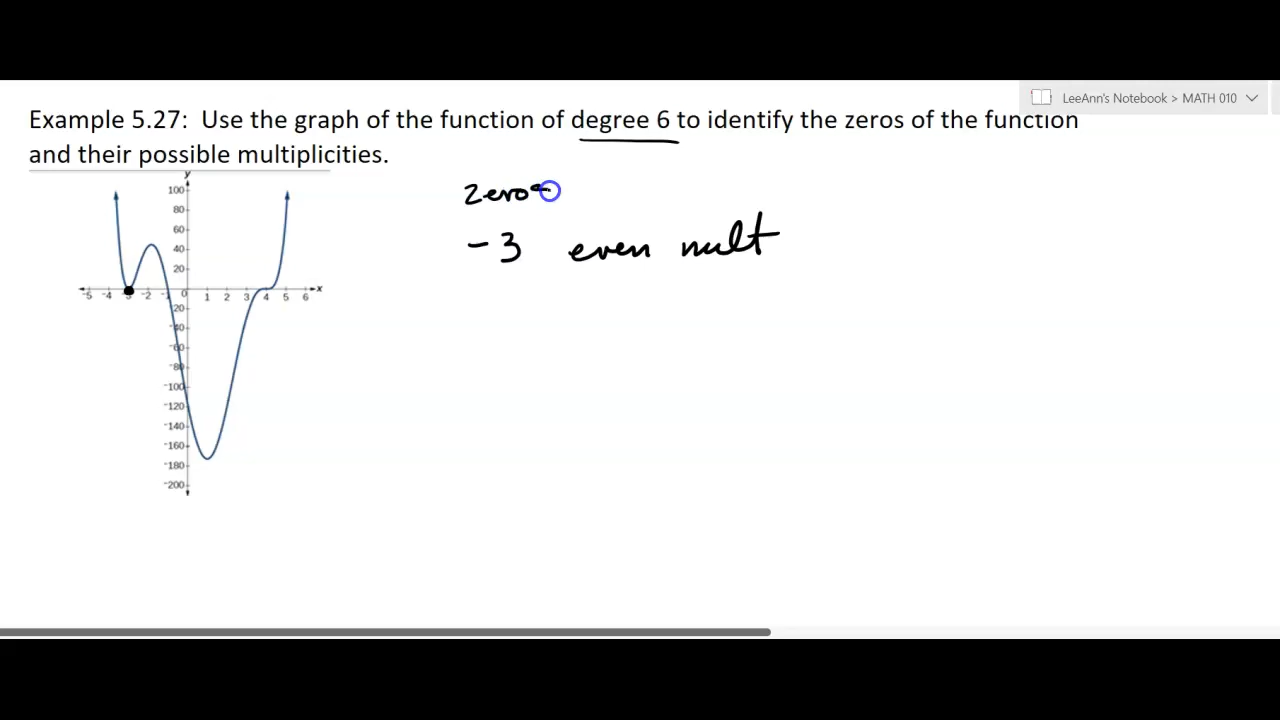 LeeAnn's Notebook > MATH 010
Example 5.27: Use the graph of the function of degree 6 to identify the zeros of the function
and their possible multiplicities.
y
100
80
60
40
20
-5 -4 -3 -2 -1 0 1 2 3 4 5 6 x
-20
-40
-60
-80
-100
-120
-140
-160
-180
-200
zeros
-3 even mult